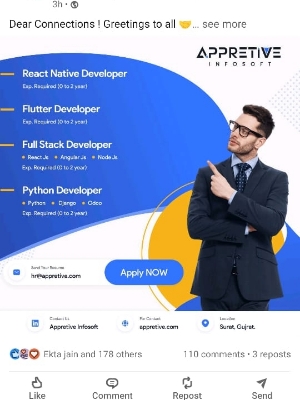 3h •
Dear Connections ! Greetings to all 🤝... see more
APPRETIVE
INFOSOFT
React Native Developer
Exp. Required (0 to 2 year)
Flutter Developer
Exp. Required (0 to 2 year)
Full Stack Developer
React Js Angular Js Node Js
Exp. Required (0 to 2 year)
Python Developer
Python Django Odoo
Exp. Required (0 to 2 year)
Send Your Resume
hr@appretive.com
Apply NOW
Contact Us
Appretive Infosoft
For Contact
appretive.com
Location
Surat, Gujrat.
Ekta jain and 178 others
110 comments • 3 reposts
Like
Comment
Repost
Send